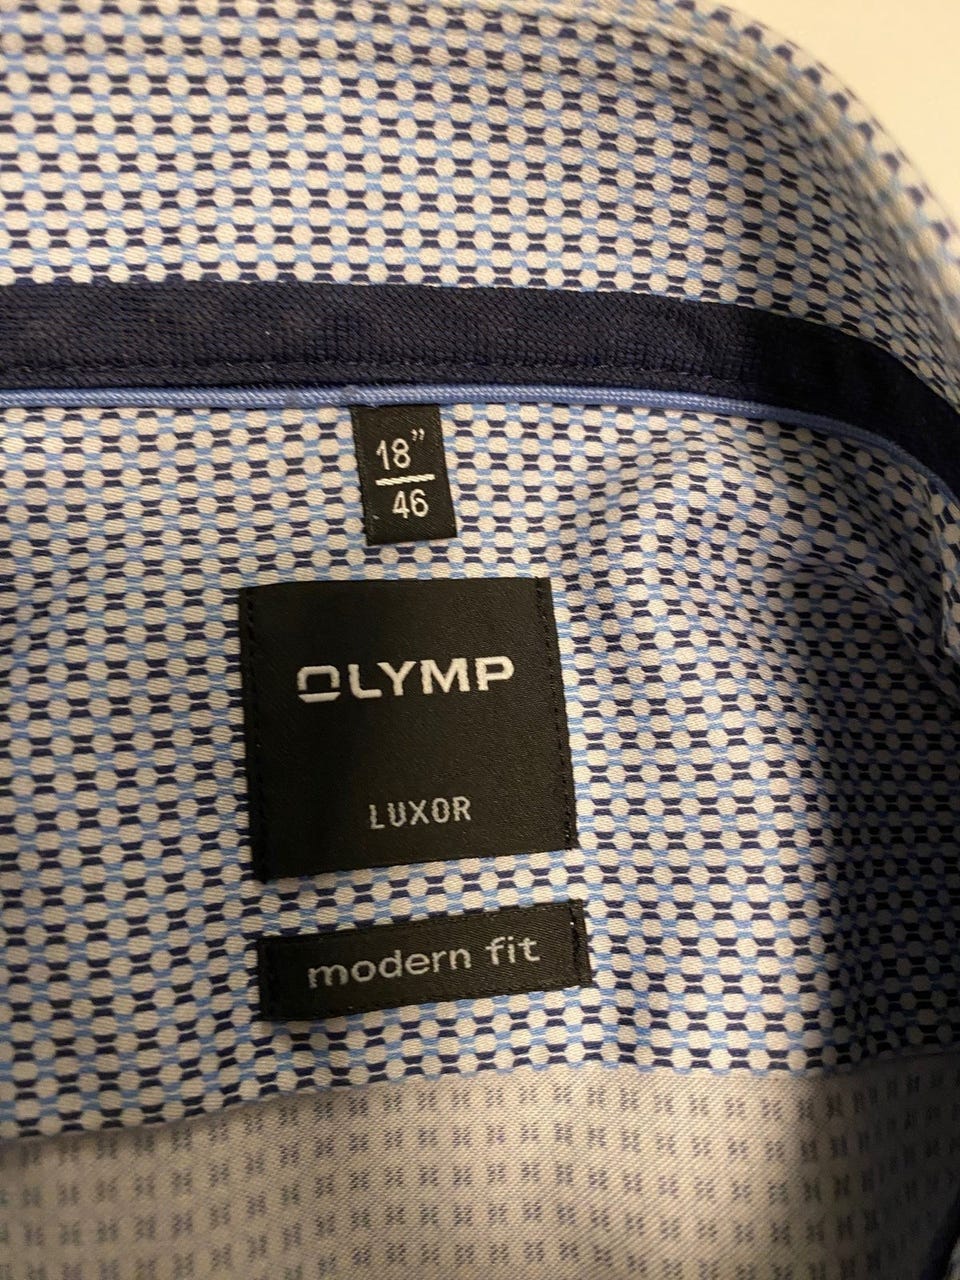 18”
46
OLYMP
LUXOR
modern fit